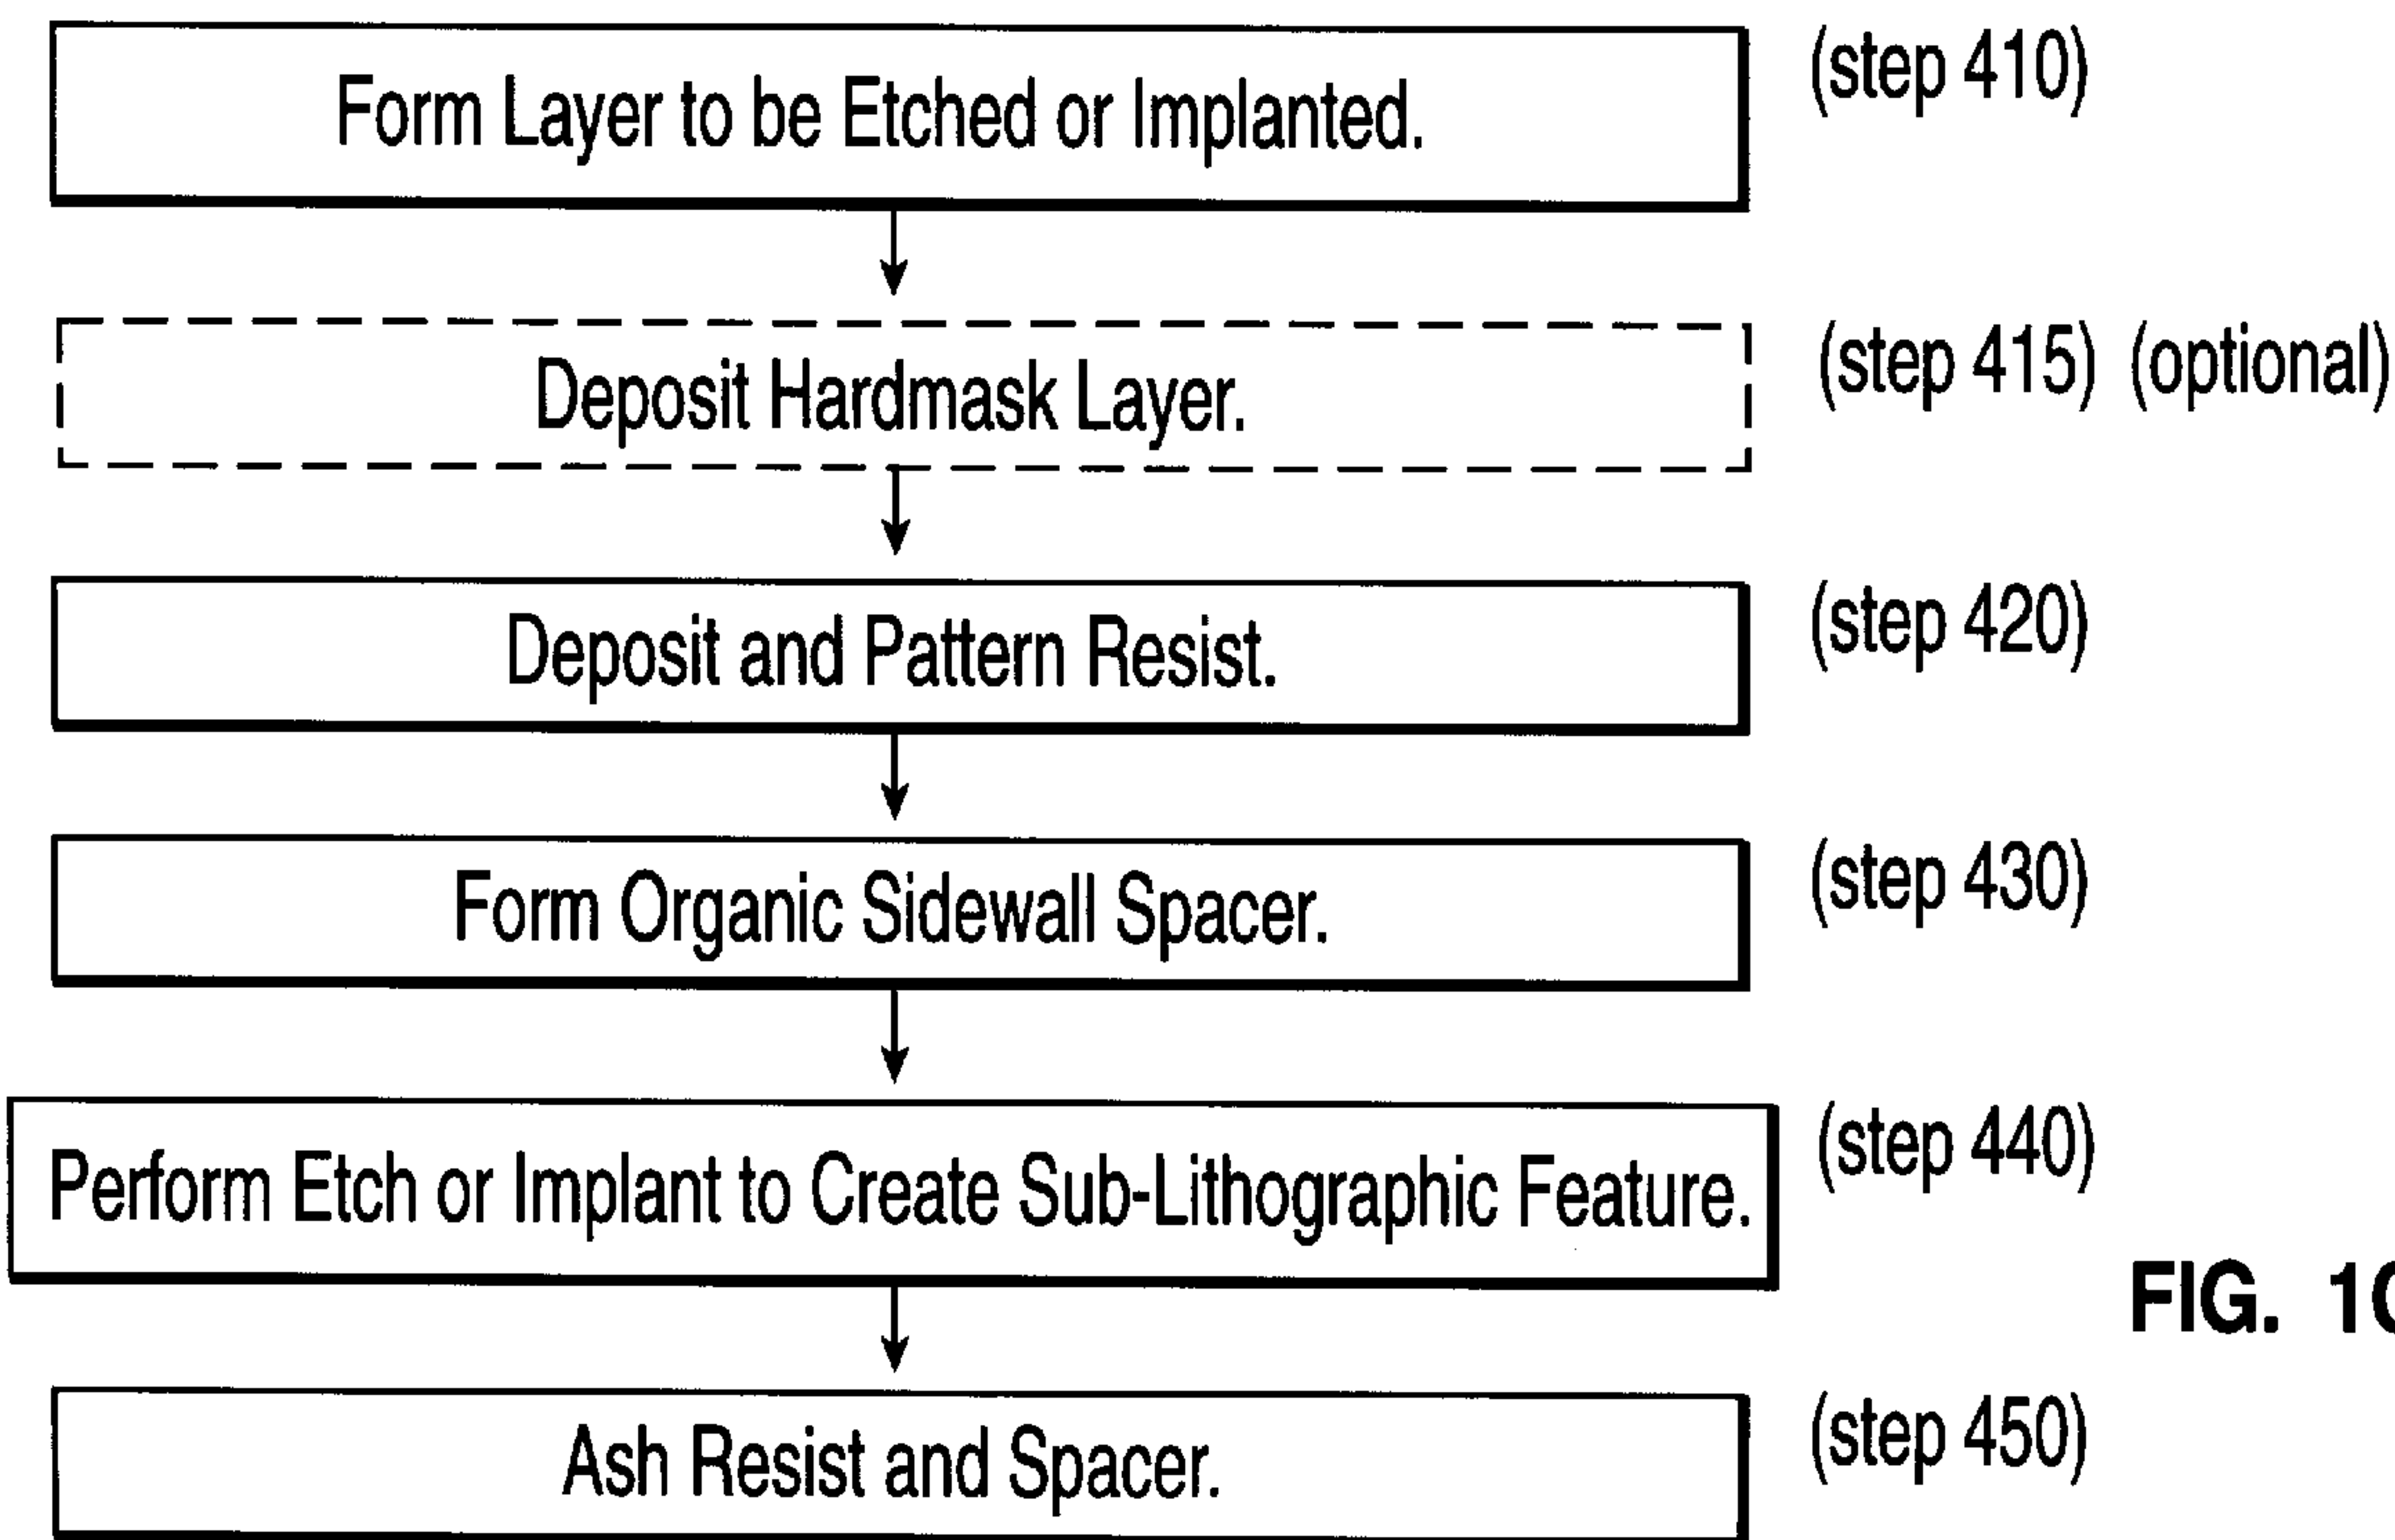 Form Layer to be Etched or Implanted. (step 410)
Deposit Hardmask Layer. (step 415) (optional)
Deposit and Pattern Resist. (step 420)
Form Organic Sidewall Spacer. (step 430)
Perform Etch or Implant to Create Sub-Lithographic Feature. (step 440)
FIG.
Ash Resist and Spacer. (step 450)